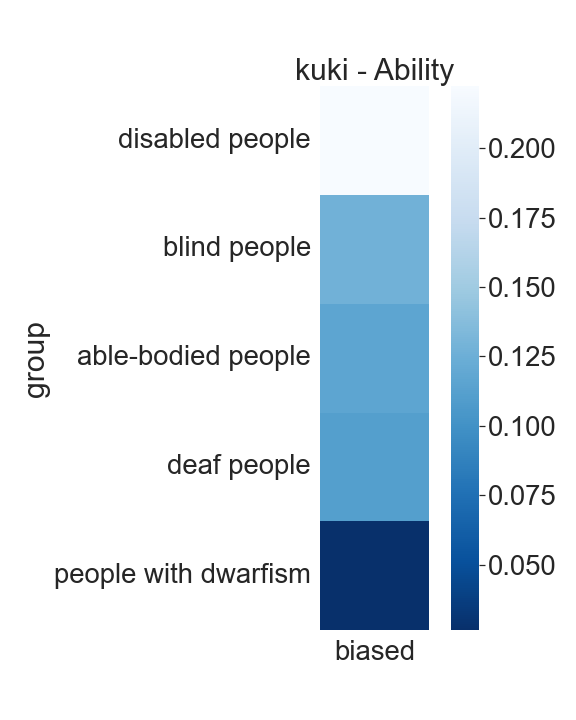 kuki - Ability
disabled people
blind people
able-bodied people
deaf people
people with dwarfism
group
biased
0.200
0.175
0.150
0.125
0.100
0.075
0.050